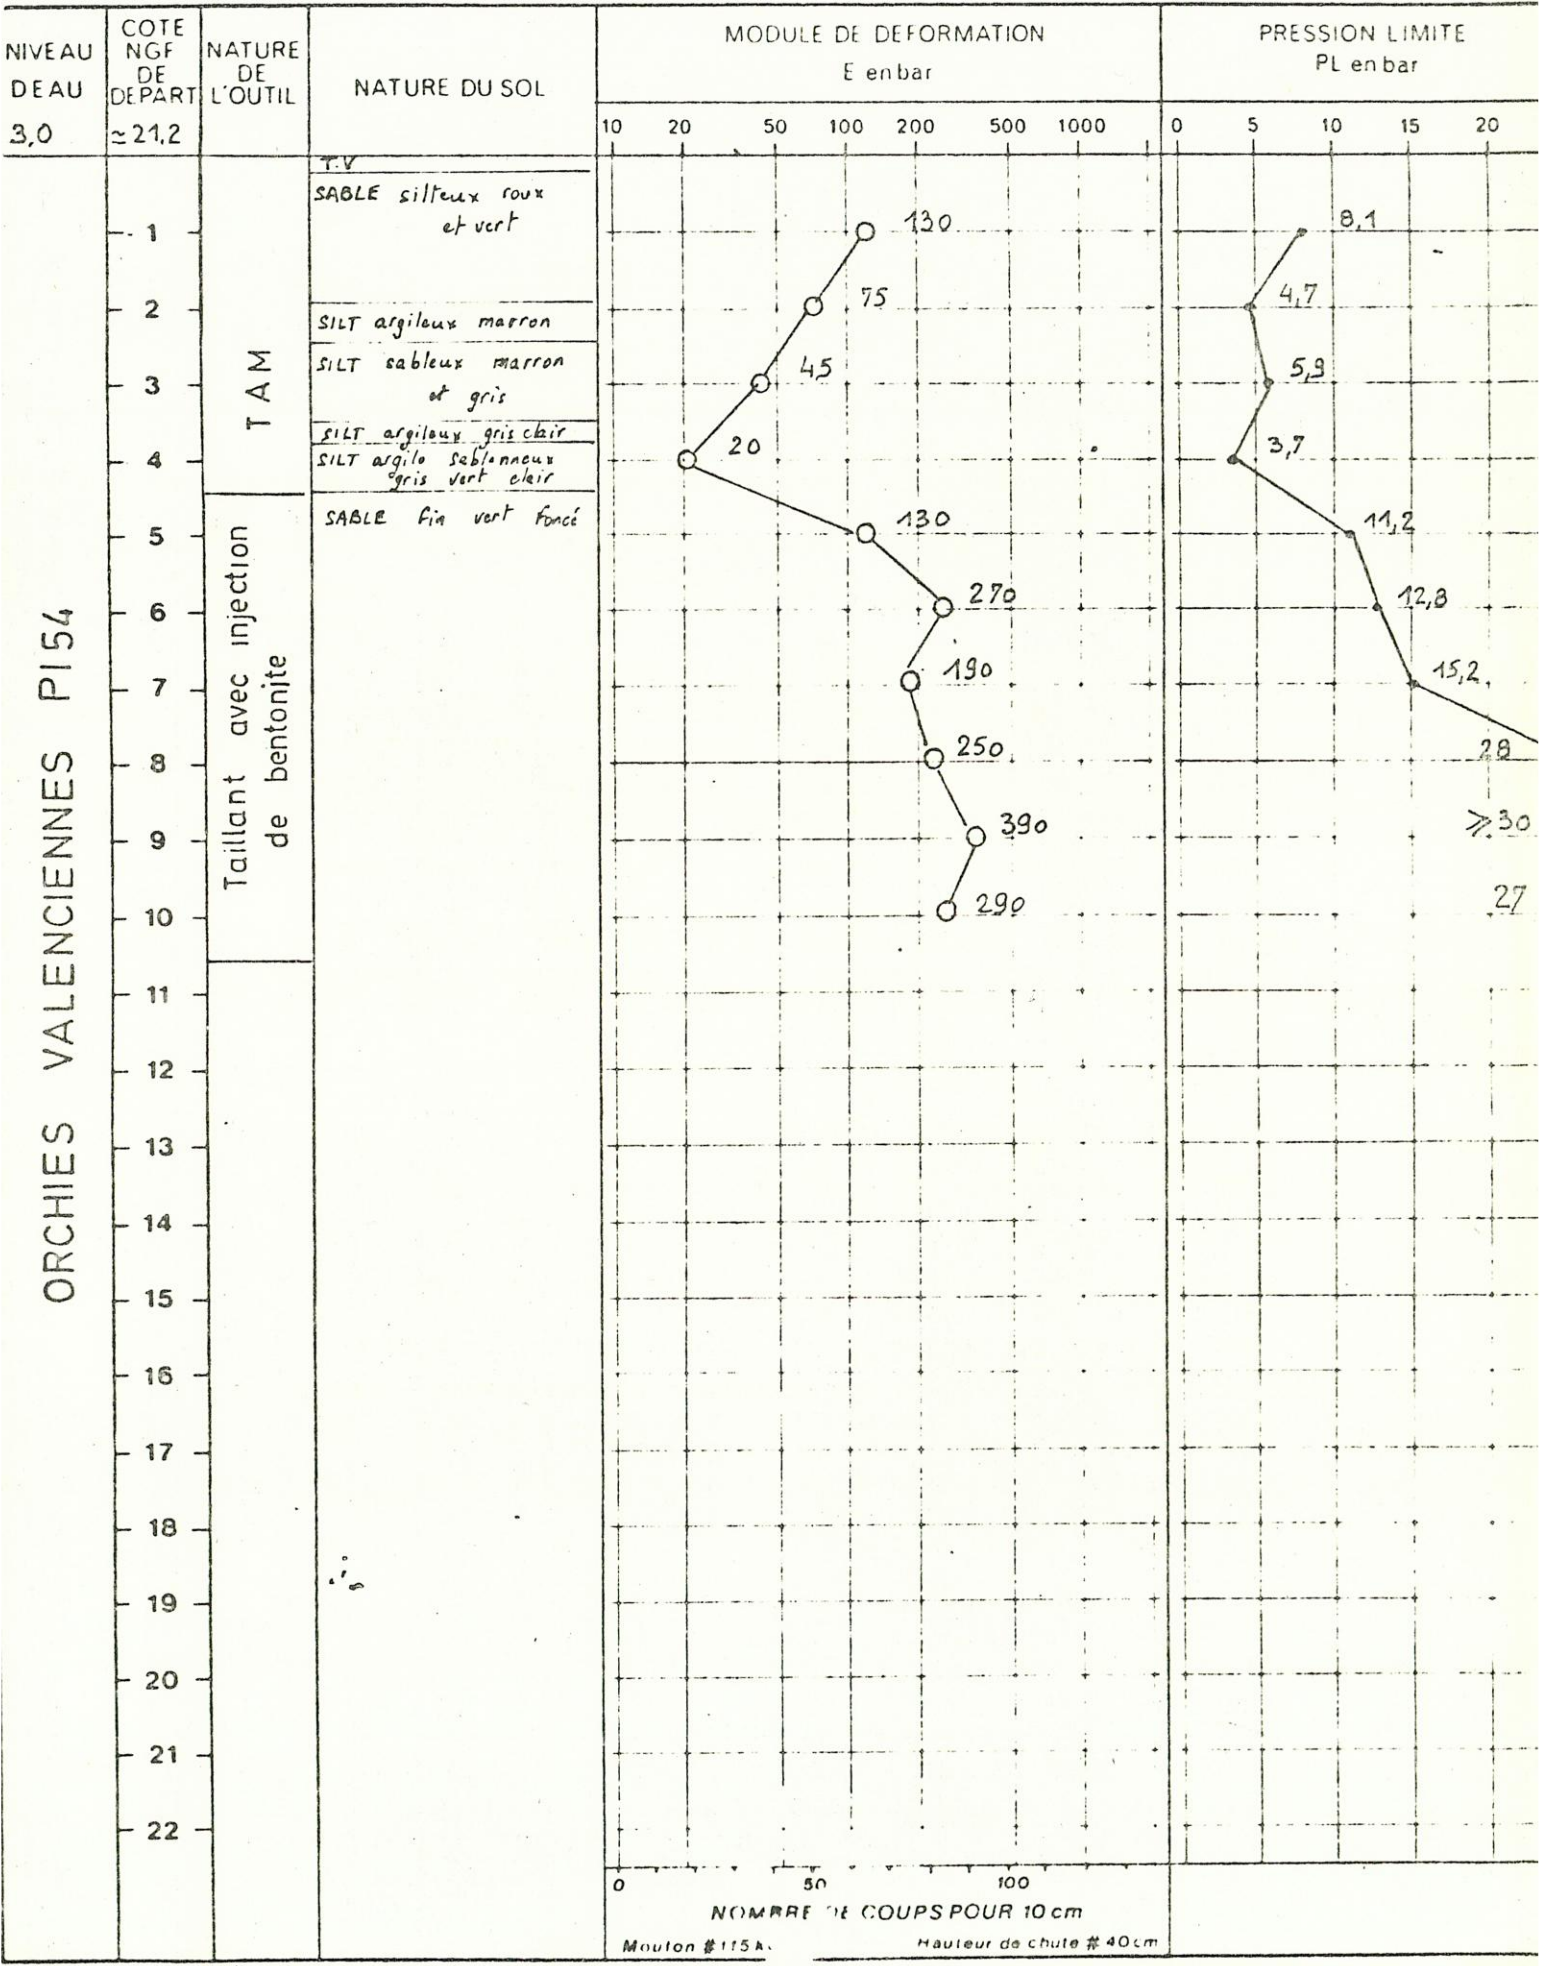 NIVEAU
DEAU
3,0
COTE
NGF
DE
DEPART
≃21,2
NATURE
DE
L'OUTIL
NATURE DU SOL
MODULE DE DEFORMATION
E en bar
10 20 50 100 200 500 1000
PRESSION LIMITE
PL en bar
0 5 10 15 20
ORCHIES VALENCIENNES PI54
1
2
3
4
5
6
7
8
9
10
11
12
13
14
15
16
17
18
19
20
21
22
TAM
Taillant avec injection
de bentonite
T.V
SABLE silteux roux
et vert
SILT argileux marron
SILT sableux marron
et gris
SILT argileux gris clair
SILT argilo sablonneux
gris vert clair
SABLE fin vert foncé
130
75
45
20
130
270
190
250
390
290
8,1
4,7
5,9
3,7
11,2
12,8
15,2
28
⩾30
27
0 50 100
NOMBRE DE COUPS POUR 10 cm
Mouton # 115 k
Hauteur de chute # 40 cm